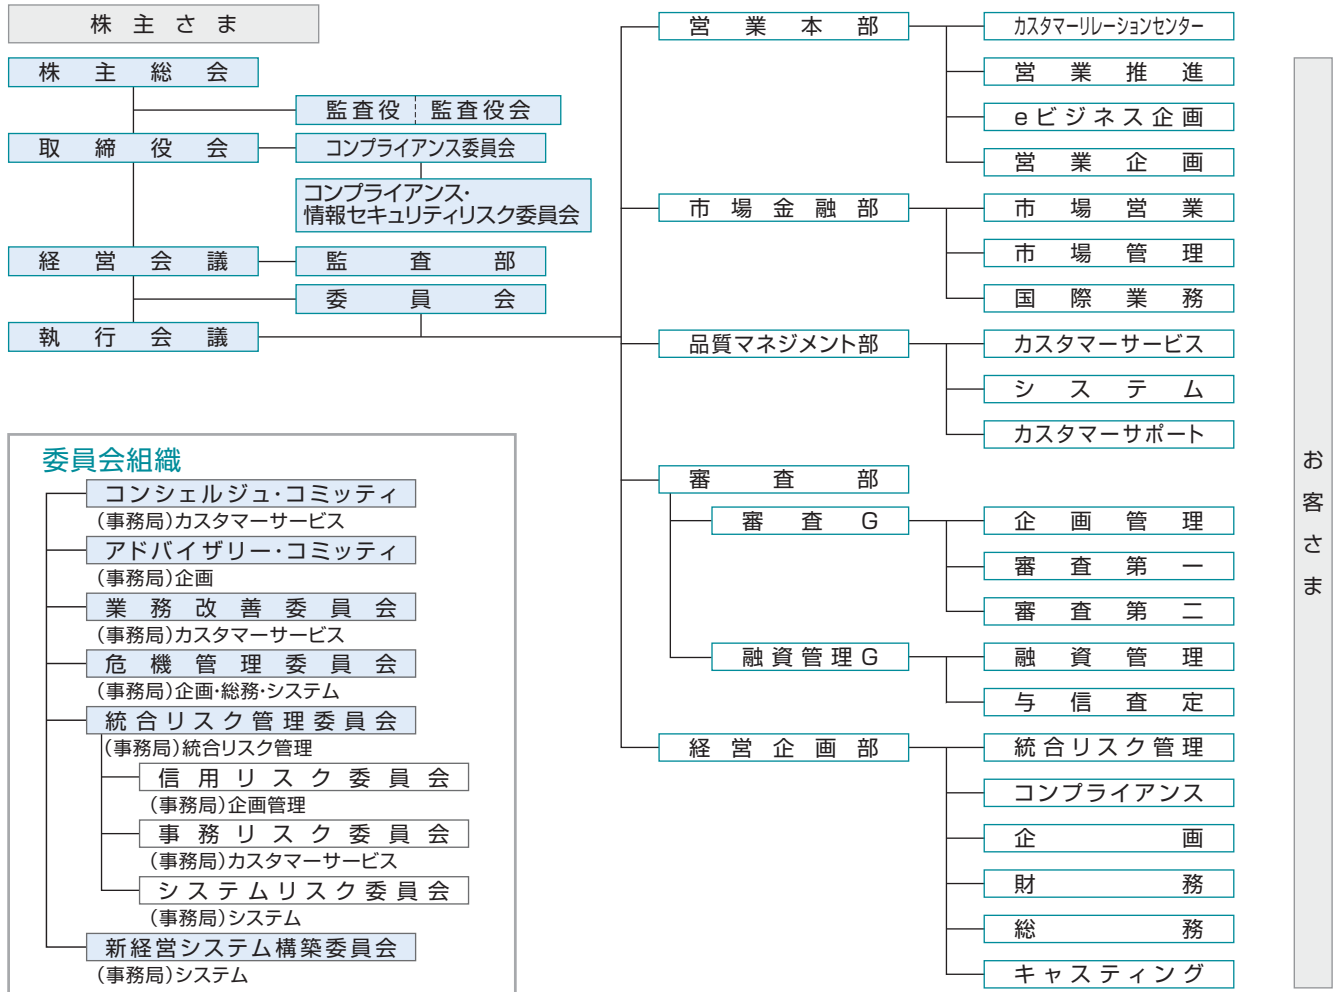 株主さま
株主総会
監査役 監査役会
取締役会
コンプライアンス委員会
コンプライアンス・
情報セキュリティリスク委員会
経営会議
監査部
委員会
執行会議
営業本部
カスタマーリレーションセンター
営業推進
eビジネス企画
営業企画
市場金融部
市場営業
市場管理
国際業務
品質マネジメント部
カスタマーサービス
システム
カスタマーサポート
審査部
審査G
企画管理
審査第一
審査第二
融資管理G
融資管理
与信査定
経営企画部
統合リスク管理
コンプライアンス
企画
財務
総務
キャスティング
お客さま
委員会組織
コンシェルジュ・コミッティ
(事務局)カスタマーサービス
アドバイザリー・コミッティ
(事務局)企画
業務改善委員会
(事務局)カスタマーサービス
危機管理委員会
(事務局)企画・総務・システム
統合リスク管理委員会
(事務局)統合リスク管理
信用リスク委員会
(事務局)企画管理
事務リスク委員会
(事務局)カスタマーサービス
システムリスク委員会
(事務局)システム
新経営システム構築委員会
(事務局)システム